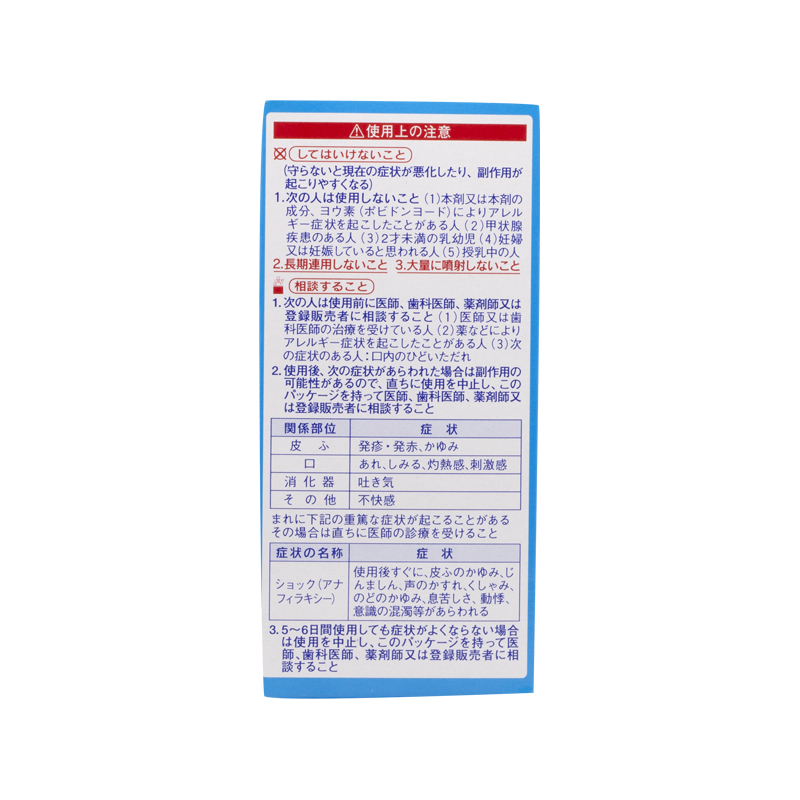 ⚠使用上の注意
してはいけないこと
(守らないと現在の症状が悪化したり、副作用が
起こりやすくなる)
1.次の人は使用しないこと (1)本剤又は本剤の
成分、ヨウ素(ポビドンヨード)によりアレル
ギー症状を起こしたことがある人 (2)甲状腺
疾患のある人 (3)2才未満の乳幼児 (4)妊婦
又は妊娠していると思われる人 (5)授乳中の人
2.長期連用しないこと 3.大量に噴射しないこと
相談すること
1.次の人は使用前に医師、歯科医師、薬剤師又は
登録販売者に相談すること (1)医師又は歯
科医師の治療を受けている人 (2)薬などにより
アレルギー症状を起こしたことがある人 (3)次
の症状のある人:口内のひどいただれ
2.使用後、次の症状があらわれた場合は副作用の
可能性があるので、直ちに使用を中止し、この
パッケージを持って医師、歯科医師、薬剤師又
は登録販売者に相談すること
関係部位 症状
皮ふ 発疹・発赤、かゆみ
口 あれ、しみる、灼熱感、刺激感
消化器 吐き気
その他 不快感
まれに下記の重篤な症状が起こることがある
その場合は直ちに医師の診療を受けること
症状の名称 症状
ショック(アナ
フィラキシー)
使用後すぐに、皮ふのかゆみ、じ
んましん、声のかすれ、くしゃみ、
のどのかゆみ、息苦しさ、動悸、
意識の混濁等があらわれる
3.5〜6日間使用しても症状がよくならない場合
は使用を中止し、このパッケージを持って医
師、歯科医師、薬剤師又は登録販売者に相
談すること